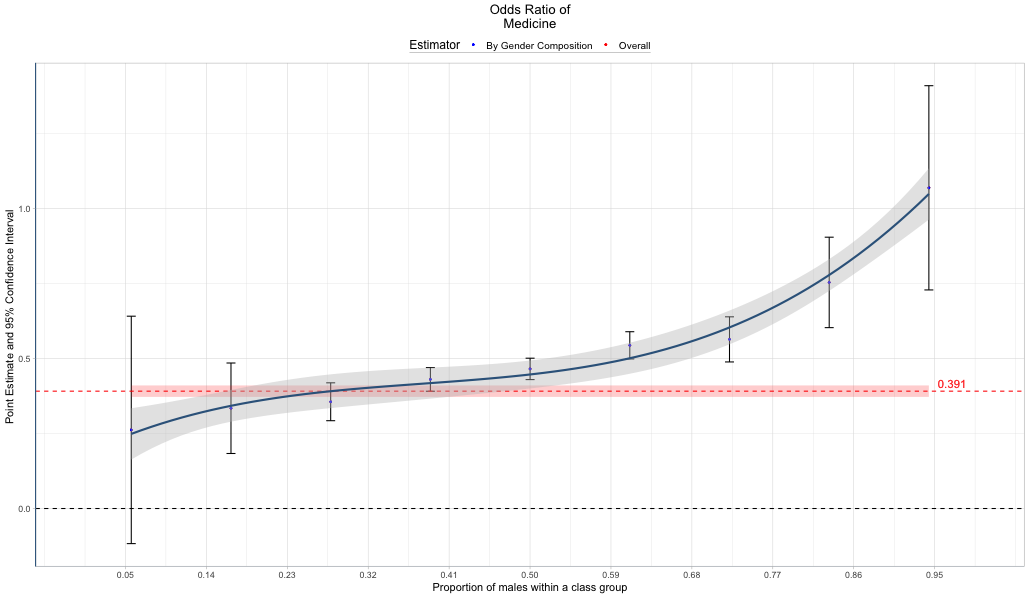 Odds Ratio of
Medicine
Estimator By Gender Composition Overall
Point Estimate and 95% Confidence Interval
1.0
0.5
0.0
0.391
0.05 0.14 0.23 0.32 0.41 0.50 0.59 0.68 0.77 0.86 0.95
Proportion of males within a class group